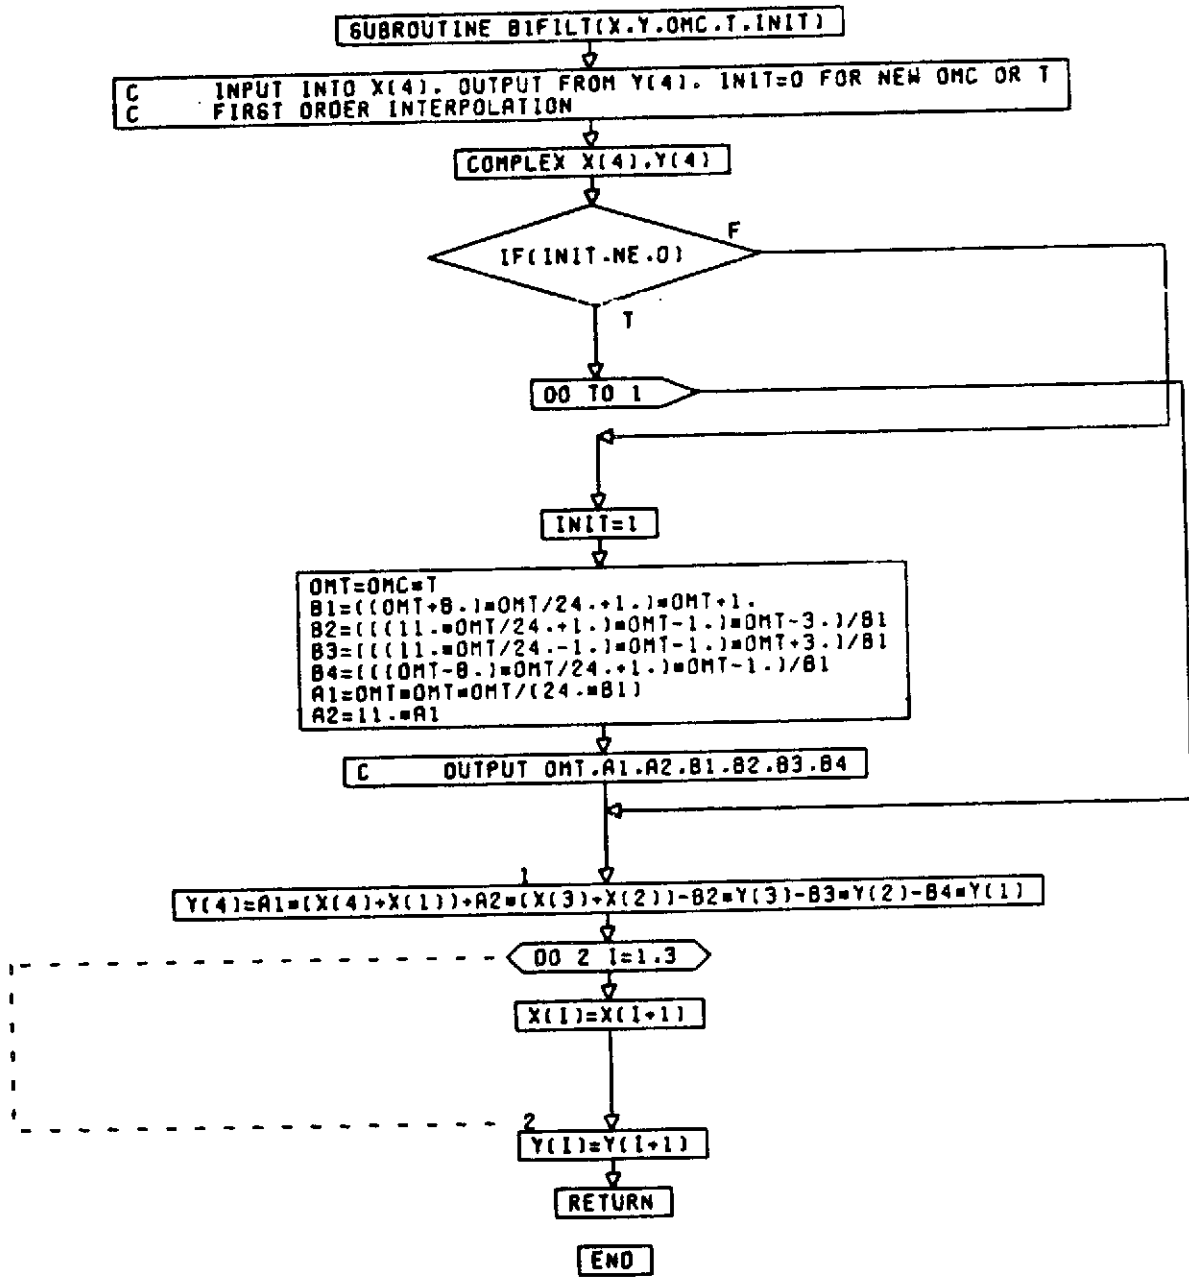 SUBROUTINE B1FILT(X.Y.OMC.T.INIT)
C INPUT INTO X(4). OUTPUT FROM Y(4). INIT=0 FOR NEW OMC OR T
C FIRST ORDER INTERPOLATION
COMPLEX X(4).Y(4)
IF(INIT.NE.0)
F
T
GO TO 1
INIT=1
OMT=OMC*T
B1=((OMT+8.)*OMT/24.+1.)*OMT+1.
B2=(((11.*OMT/24.+1.)*OMT-1.)*OMT-3.)/B1
B3=(((11.*OMT/24.-1.)*OMT-1.)*OMT+3.)/B1
B4=(((OMT-8.)*OMT/24.+1.)*OMT-1.)/B1
A1=OMT*OMT*OMT/(24.*B1)
A2=11.*A1
C OUTPUT OMT.A1.A2.B1.B2.B3.B4
1
Y(4)=A1*(X(4)+X(1))+A2*(X(3)+X(2))-B2*Y(3)-B3*Y(2)-B4*Y(1)
DO 2 I=1.3
X(I)=X(I+1)
2
Y(I)=Y(I+1)
RETURN
END